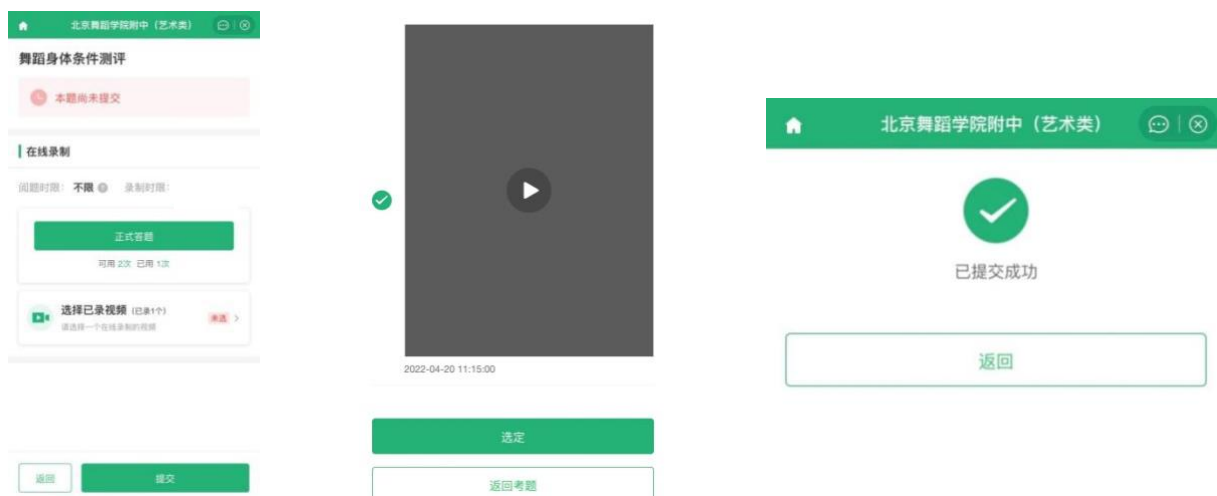 北京舞蹈学院附中（艺术类）
舞蹈身体条件测评
本题尚未提交
在线录制
阅题时限： 不限 录制时限：
正式答题
可用 2次 已用 1次
选择已录视频 (已录1个)
未选
请选择一个在线录制的视频
返回
提交
2022-04-20 11:15:00
选定
返回考题
北京舞蹈学院附中（艺术类）
已提交成功
返回